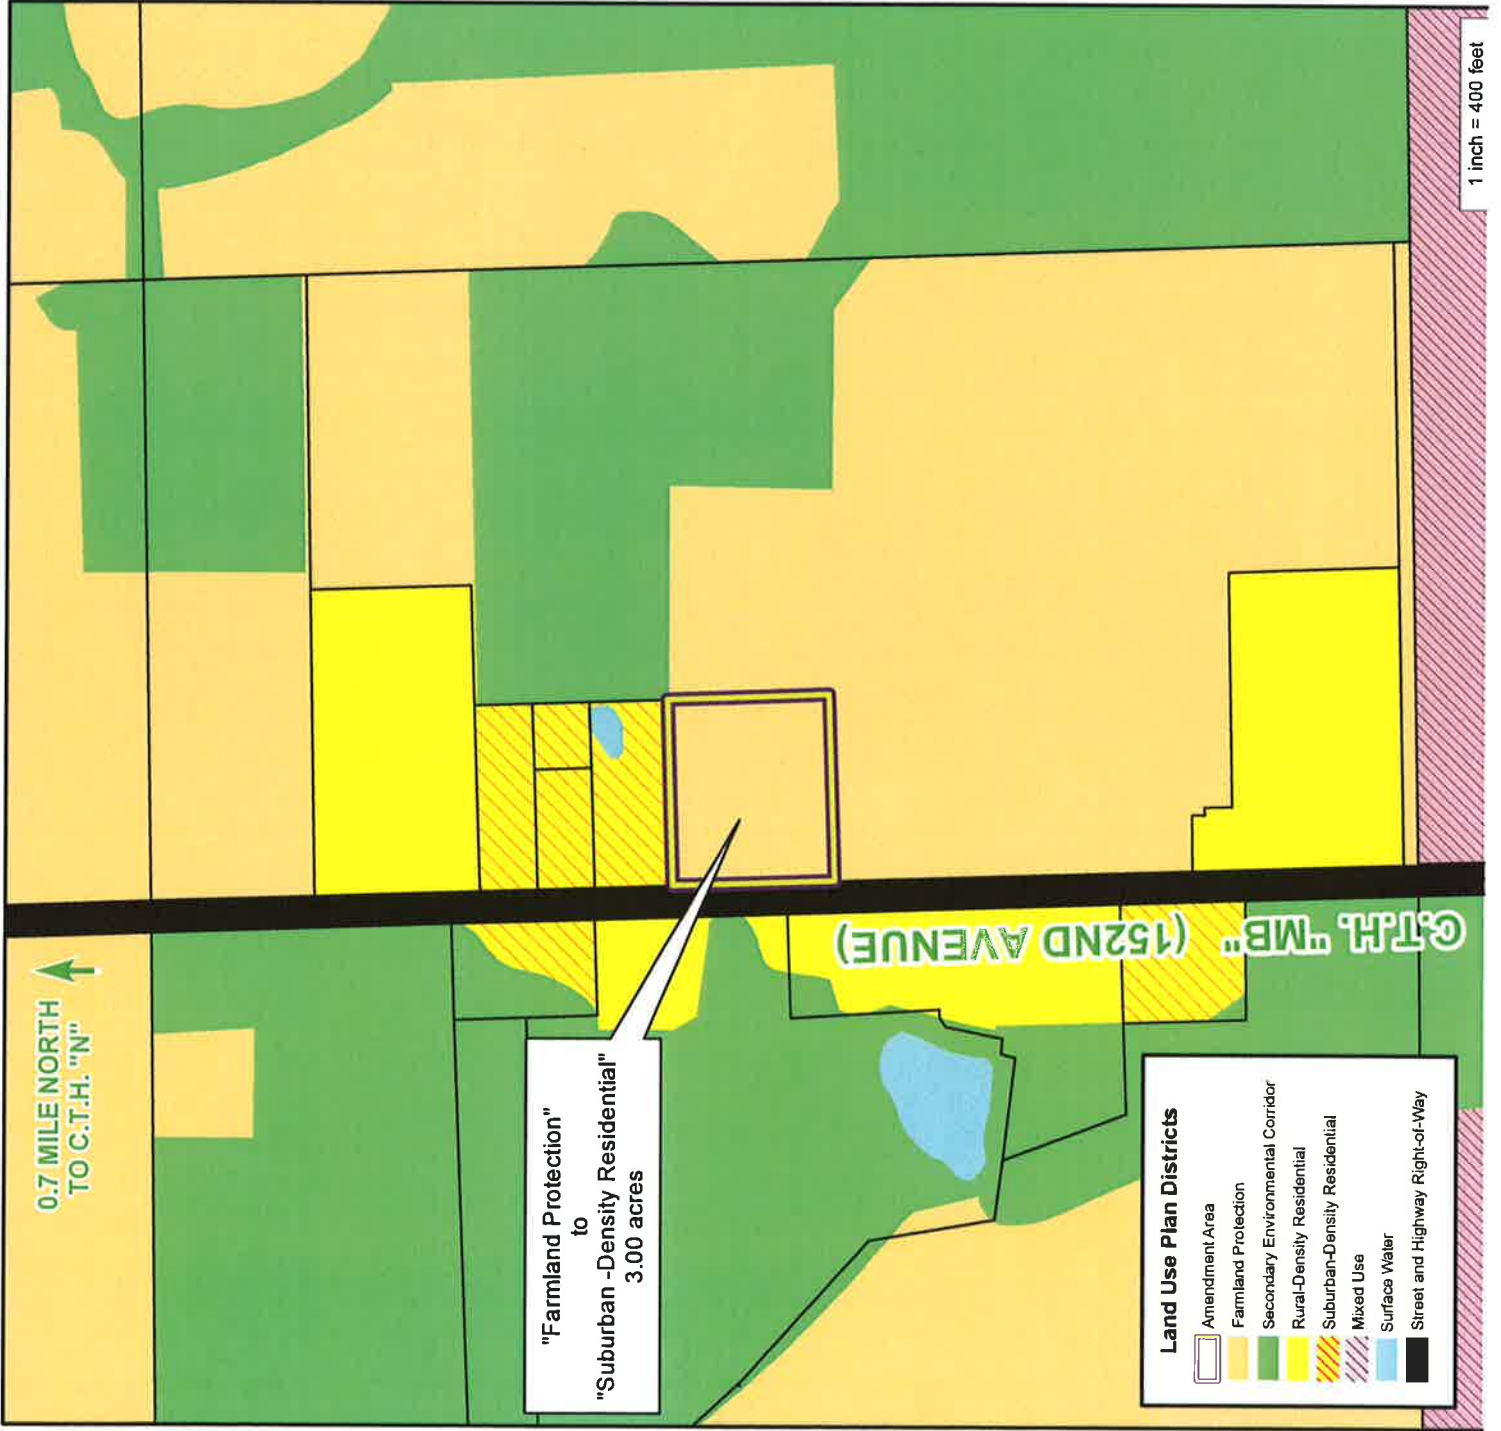 0.7 MILE NORTH
TO C.T.H. "N"
"Farmland Protection"
to
"Suburban -Density Residential"
3.00 acres
C.T.H. "MB" (152ND AVENUE)
Land Use Plan Districts
Amendment Area
Farmland Protection
Secondary Environmental Corridor
Rural-Density Residential
Suburban-Density Residential
Mixed Use
Surface Water
Street and Highway Right-of-Way
1 inch = 400 feet